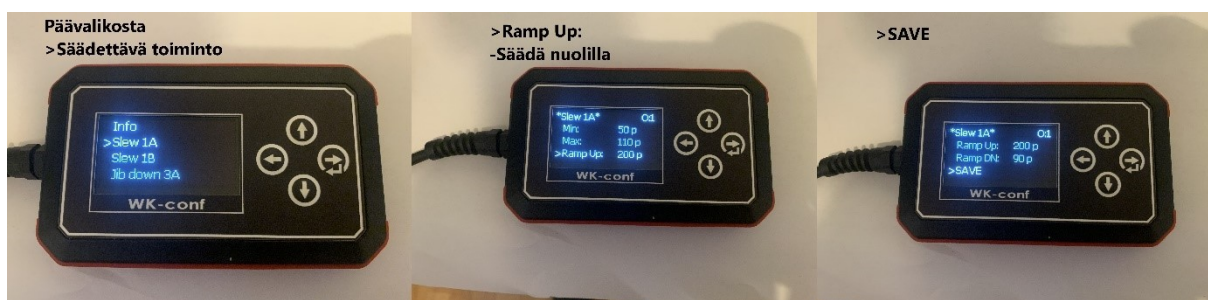 Päävalikosta
>Säädettävä toiminto
Info
>Slew 1A
Slew 1B
Jib down 3A
WK-conf
>Ramp Up:
-Säädä nuolilla
*Slew 1A* O:1
Min: 50 p
Max: 110 p
>Ramp Up: 200 p
WK-conf
>SAVE
*Slew 1A* O:1
Ramp Up: 200 p
Ramp DN: 90 p
>SAVE
WK-conf